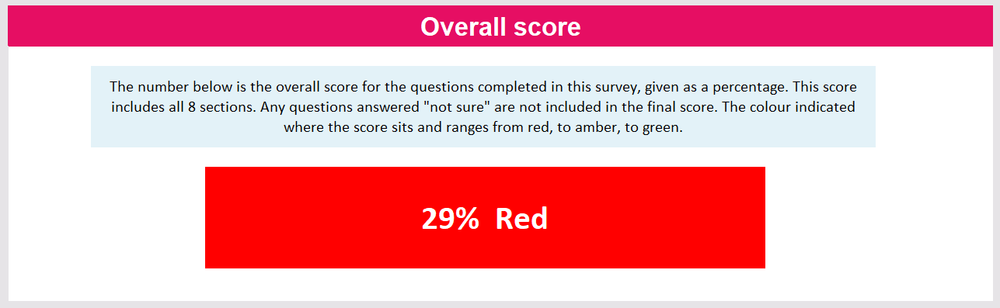 Overall score
The number below is the overall score for the questions completed in this survey, given as a percentage. This score
includes all 8 sections. Any questions answered "not sure" are not included in the final score. The colour indicated
where the score sits and ranges from red, to amber, to green.
29% Red